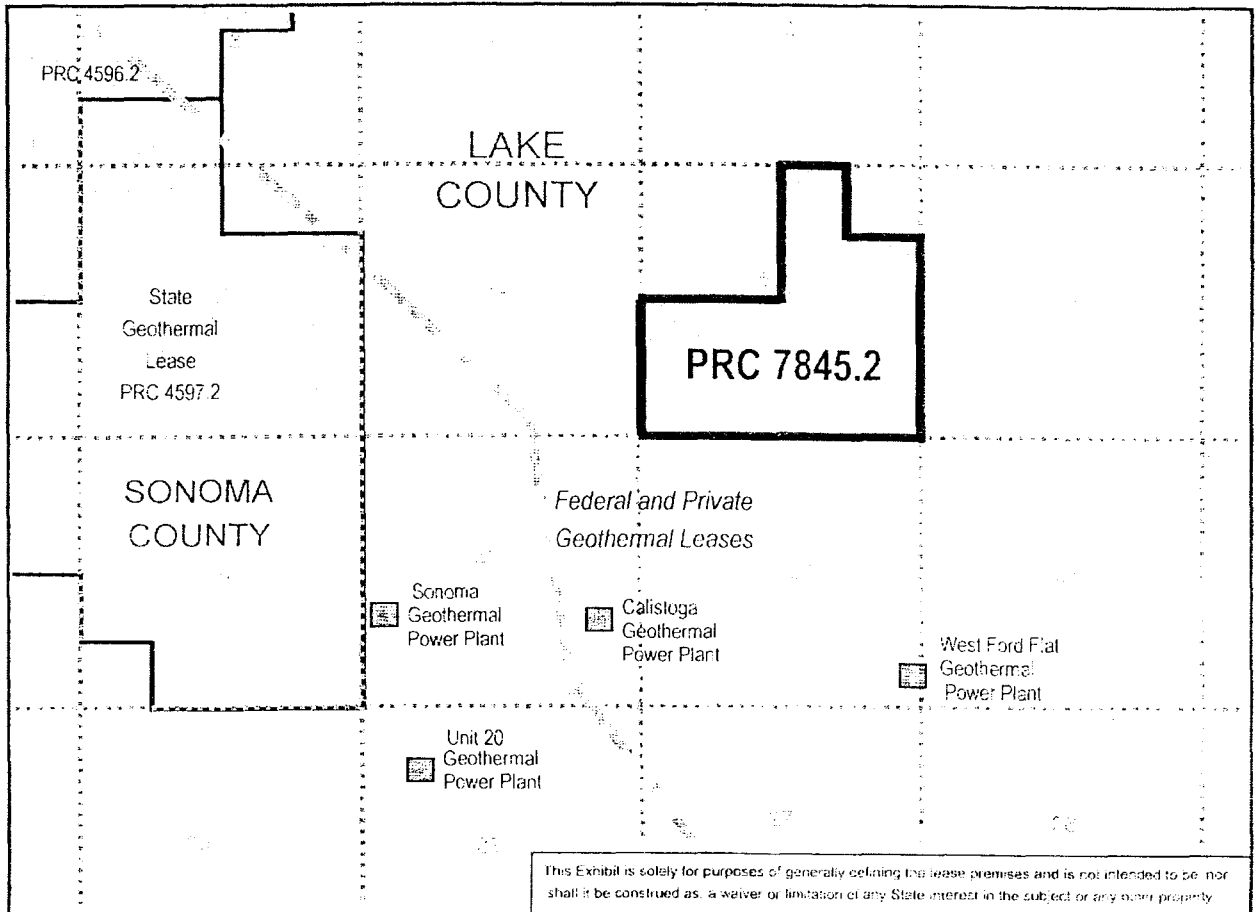 PRC 4596.2
LAKE
COUNTY
State
Geothermal
Lease
PRC 4597.2
PRC 7845.2
SONOMA
COUNTY
Federal and Private
Geothermal Leases
Sonoma
Geothermal
Power Plant
Calistoga
Geothermal
Power Plant
West Ford Flat
Geothermal
Power Plant
Unit 20
Geothermal
Power Plant
This Exhibit is solely for purposes of generally defining the lease premises and is not intended to be, nor
shall it be construed as, a waiver or limitation of any State interest in the subject or any other property